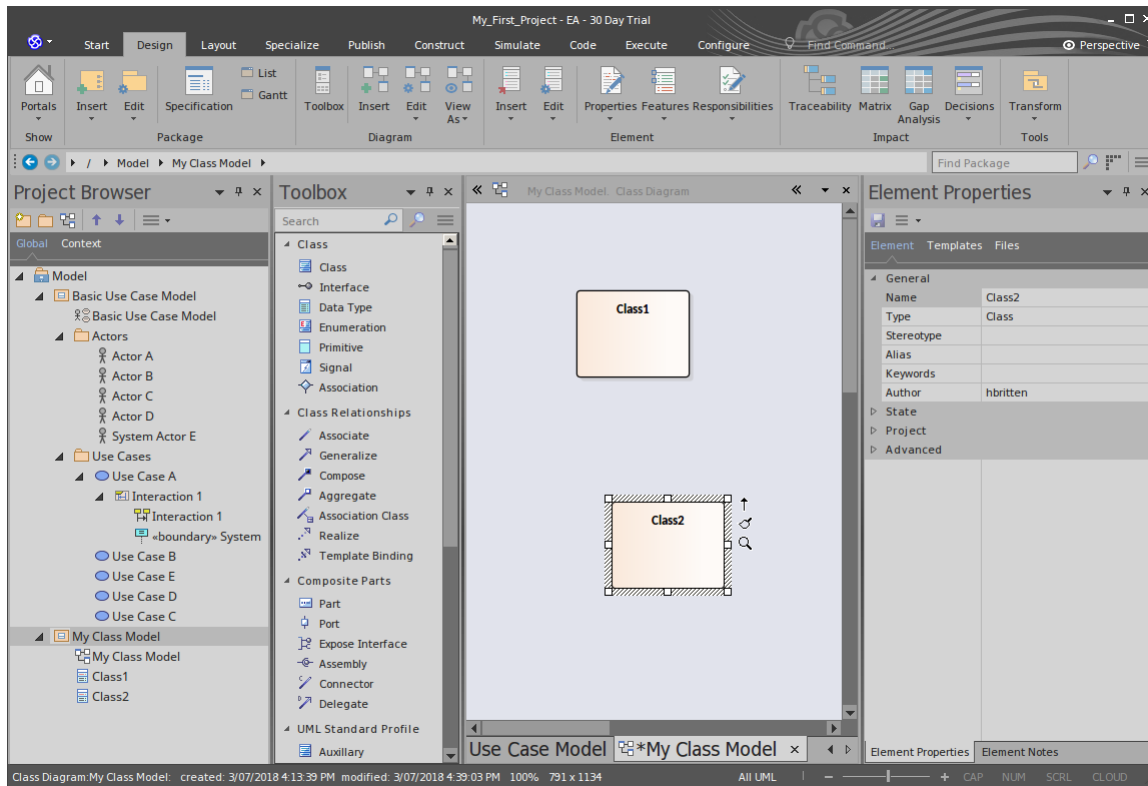 My_First_Project - EA - 30 Day Trial
Start Design Layout Specialize Publish Construct Simulate Code Execute Configure Find Command... Perspective
List
Gantt
Portals Insert Edit Specification Toolbox Insert Edit View As Insert Edit Properties Features Responsibilities Traceability Matrix Gap Analysis Decisions Transform
Show Package Diagram Element Impact Tools
/ Model My Class Model Find Package
Project Browser
Global Context
Model
Basic Use Case Model
Basic Use Case Model
Actors
Actor A
Actor B
Actor C
Actor D
System Actor E
Use Cases
Use Case A
Interaction 1
Interaction 1
«boundary» System
Use Case B
Use Case E
Use Case D
Use Case C
My Class Model
My Class Model
Class1
Class2
Toolbox
Search
Class
Class
Interface
Data Type
Enumeration
Primitive
Signal
Association
Class Relationships
Associate
Generalize
Compose
Aggregate
Association Class
Realize
Template Binding
Composite Parts
Part
Port
Expose Interface
Assembly
Connector
Delegate
UML Standard Profile
Auxillary
My Class Model. Class Diagram
Class1
Class2
Use Case Model *My Class Model
Element Properties
Element Templates Files
General
Name Class2
Type Class
Stereotype
Alias
Keywords
Author hbritten
State
Project
Advanced
Element Properties Element Notes
Class Diagram:My Class Model: created: 3/07/2018 4:13:39 PM modified: 3/07/2018 4:39:03 PM 100% 791 x 1134 All UML CAP NUM SCRL CLOUD